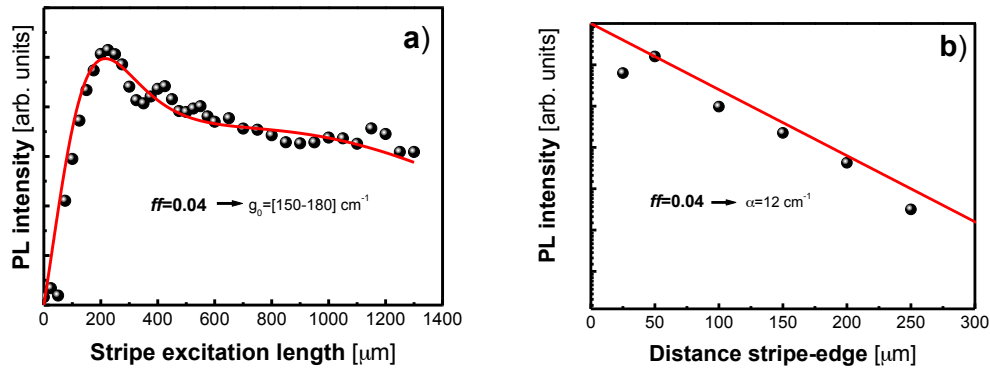 a)
PL intensity [arb. units]
ff=0.04 → g₀=[150-180] cm⁻¹
0 200 400 600 800 1000 1200 1400
Stripe excitation length [μm]
b)
PL intensity [arb. units]
ff=0.04 → α=12 cm⁻¹
0 50 100 150 200 250 300
Distance stripe-edge [μm]